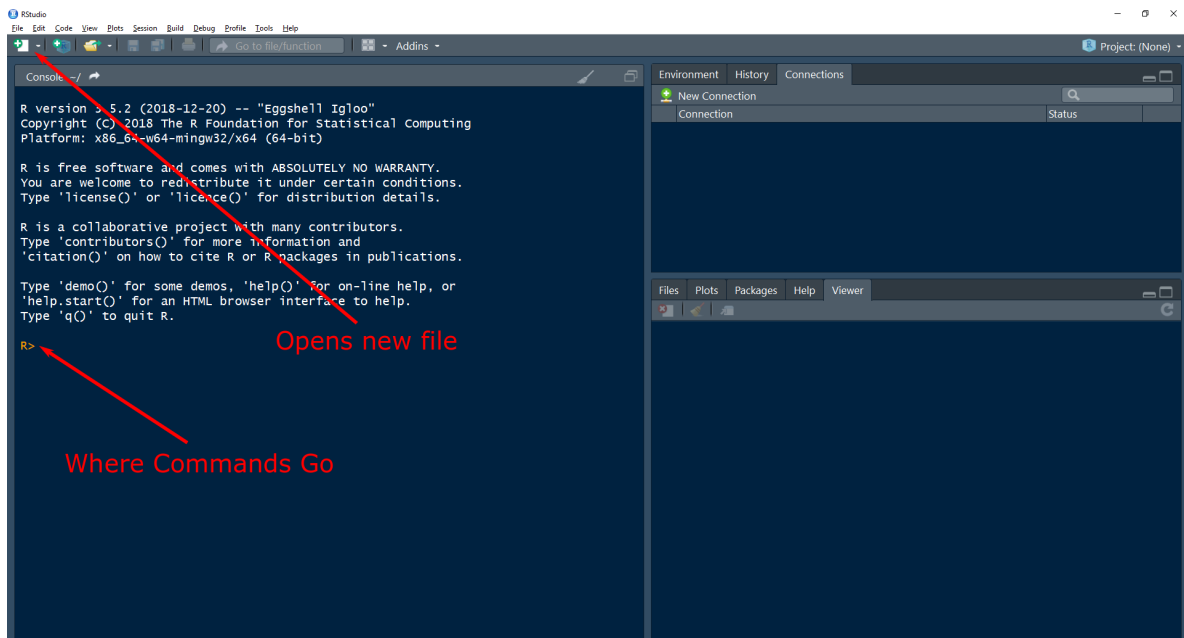 RStudio
File Edit Code View Plots Session Build Debug Profile Tools Help
Go to file/function Addins Project: (None)
Console ~/
R version 3.5.2 (2018-12-20) -- "Eggshell Igloo"
Copyright (C) 2018 The R Foundation for Statistical Computing
Platform: x86_64-w64-mingw32/x64 (64-bit)
R is free software and comes with ABSOLUTELY NO WARRANTY.
You are welcome to redistribute it under certain conditions.
Type 'license()' or 'licence()' for distribution details.
R is a collaborative project with many contributors.
Type 'contributors()' for more information and
'citation()' on how to cite R or R packages in publications.
Type 'demo()' for some demos, 'help()' for on-line help, or
'help.start()' for an HTML browser interface to help.
Type 'q()' to quit R.
R>
Opens new file
Where Commands Go
Environment History Connections
New Connection
Connection Status
Files Plots Packages Help Viewer